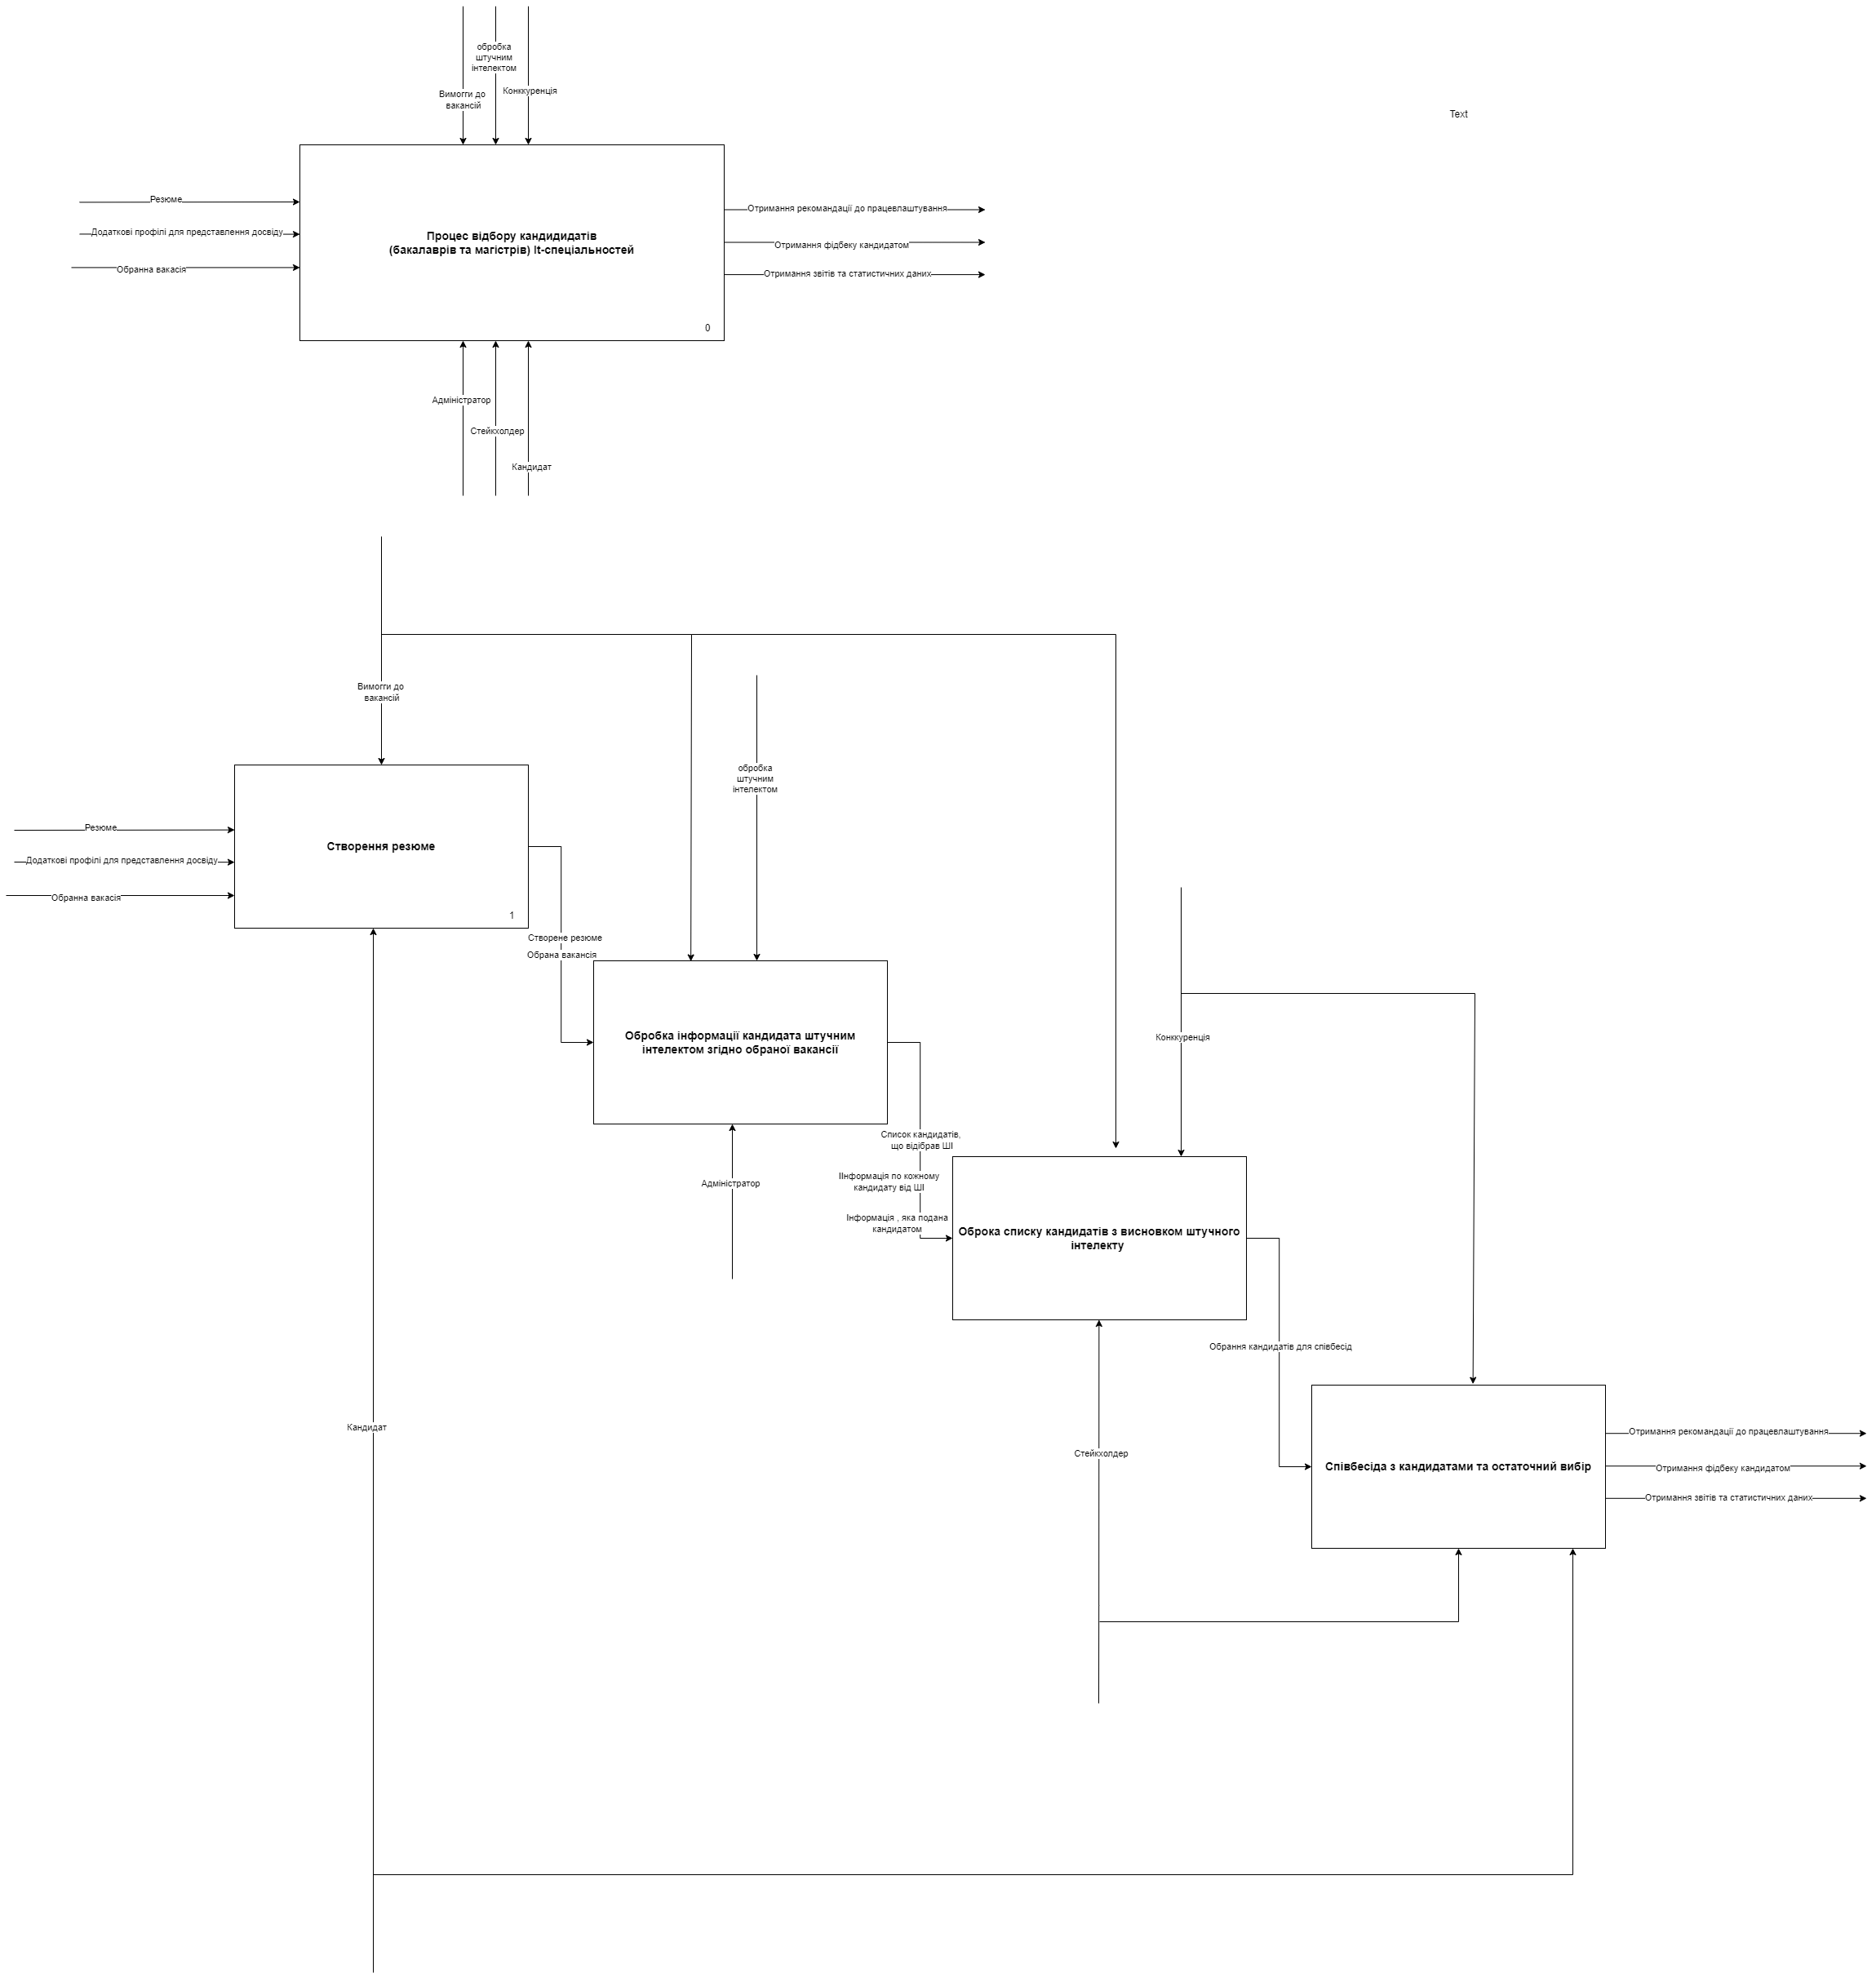 обробка
штучним
інтелектом
Вимогги до
вакансій
Конккуренція
Text
Резюме
Додаткові профілі для представлення досвіду
Обранна вакасія
Процес відбору кандидидатів
(бакалаврів та магістрів) It-спеціальностей
0
Отримання рекомандації до працевлаштування
Отримання фідбеку кандидатом
Отримання звітів та статистичних даних
Адміністратор
Стейкхолдер
Кандидат
Вимогги до
вакансій
обробка
штучним
інтелектом
Резюме
Додаткові профілі для представлення досвіду
Обранна вакасія
Створення резюме
1
Створене резюме
Обрана вакансія
Обробка інформації кандидата штучним
інтелектом згідно обраної вакансії
Конккуренція
Список кандидатів,
що відібрав ШІ
ІІнформація по кожному
кандидату від ШІ
Інформація , яка подана
кандидатом
Адміністратор
Оброка списку кандидатів з висновком штучного
інтелекту
Обрання кандидатів для співбесід
Кандидат
Стейкхолдер
Співбесіда з кандидатами та остаточний вибір
Отримання рекомандації до працевлаштування
Отримання фідбеку кандидатом
Отримання звітів та статистичних даних